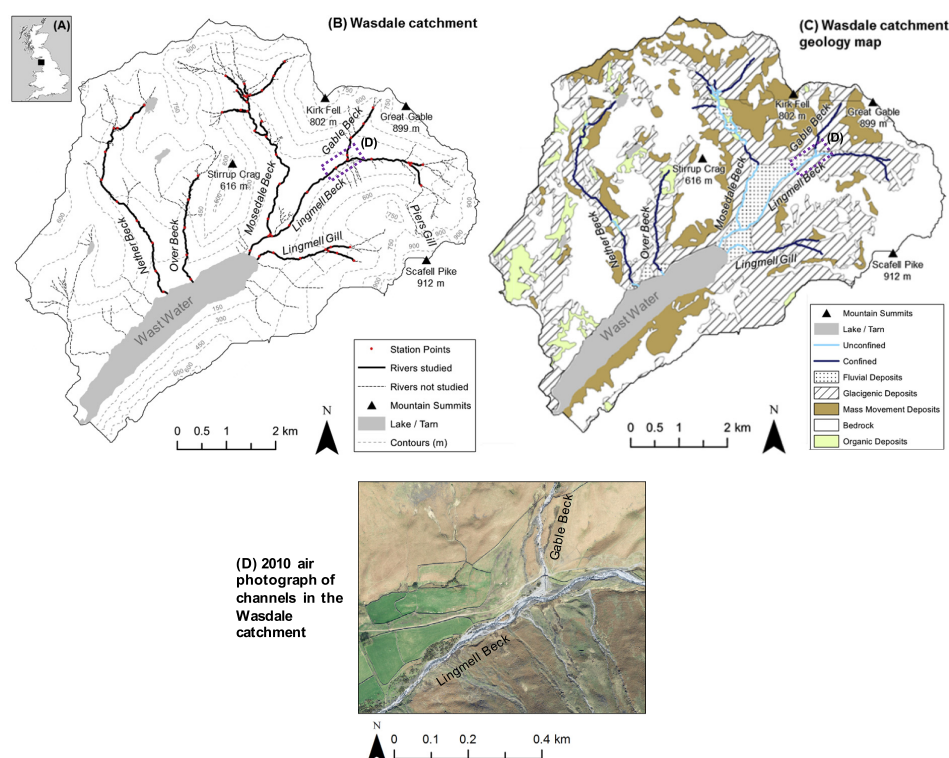 (A)
(B) Wasdale catchment
Kirk Fell
802 m
Great Gable
899 m
Gable Beck
(D)
Stirrup Crag
616 m
Mosedale Beck
Lingmell Beck
Piers Gill
Nether Beck
Over Beck
Lingmell Gill
Scafell Pike
912 m
Wast Water
750
600
450
300
150
Station Points
Rivers studied
Rivers not studied
Mountain Summits
Lake / Tarn
Contours (m)
N
0 0.5 1 2 km
(C) Wasdale catchment
geology map
Kirk Fell
802 m
Great Gable
899 m
Gable Beck
(D)
Stirrup Crag
616 m
Mosedale Beck
Lingmell Beck
Nether Beck
Over Beck
Lingmell Gill
Scafell Pike
912 m
Wast Water
Mountain Summits
Lake / Tarn
Unconfined
Confined
Fluvial Deposits
Glacigenic Deposits
Mass Movement Deposits
Bedrock
Organic Deposits
N
0 0.5 1 2 km
(D) 2010 air
photograph of
channels in the
Wasdale
catchment
Gable Beck
Lingmell Beck
N
0 0.1 0.2 0.4 km